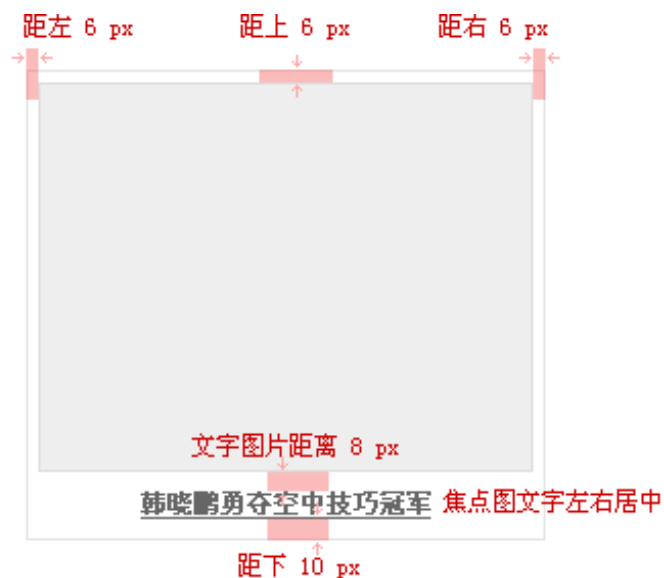 距左 6 px
距上 6 px
距右 6 px
文字图片距离 8 px
韩晓鹏勇夺空中技巧冠军
焦点图文字左右居中
距下 10 px